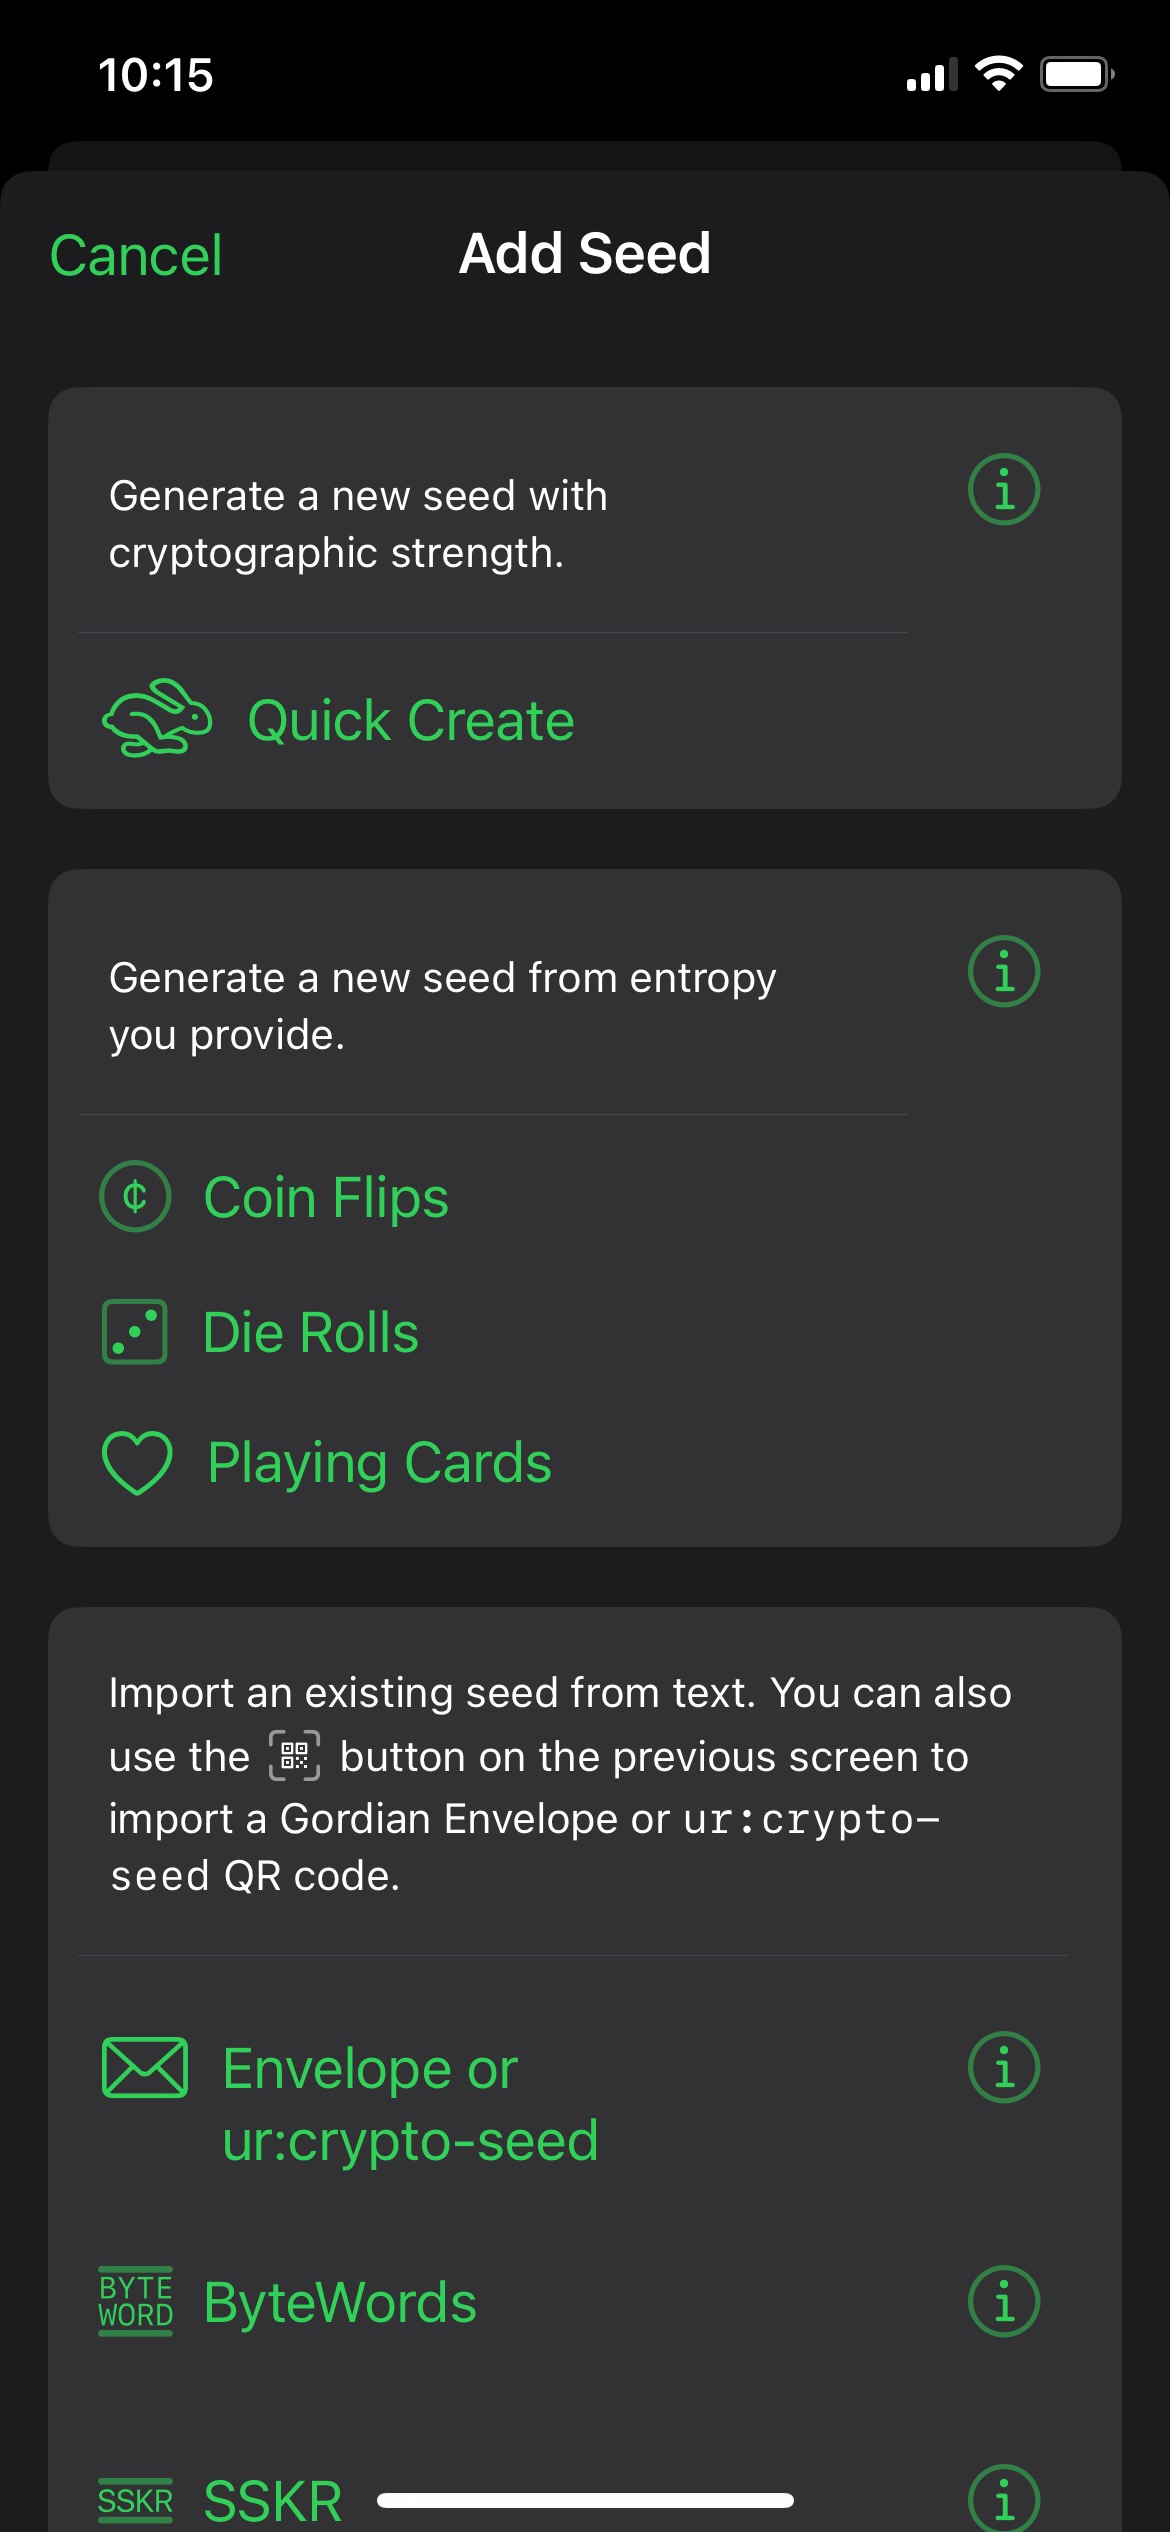 10:15
Cancel
Add Seed
Generate a new seed with
cryptographic strength.
Quick Create
Generate a new seed from entropy
you provide.
¢ Coin Flips
Die Rolls
Playing Cards
Import an existing seed from text. You can also
use the button on the previous screen to
import a Gordian Envelope or ur:crypto-
seed QR code.
Envelope or
ur:crypto-seed
BYTE
WORD
ByteWords
SSKR SSKR